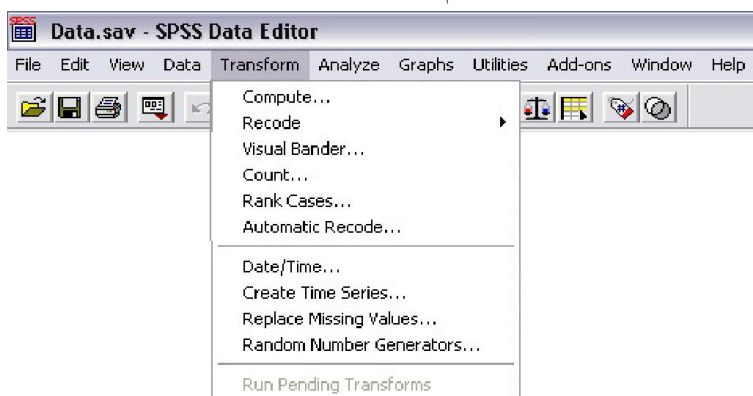 SPSS
Data.sav - SPSS Data Editor
File Edit View Data Transform Analyze Graphs Utilities Add-ons Window Help
Compute...
Recode
Visual Bander...
Count...
Rank Cases...
Automatic Recode...
Date/Time...
Create Time Series...
Replace Missing Values...
Random Number Generators...
Run Pending Transforms